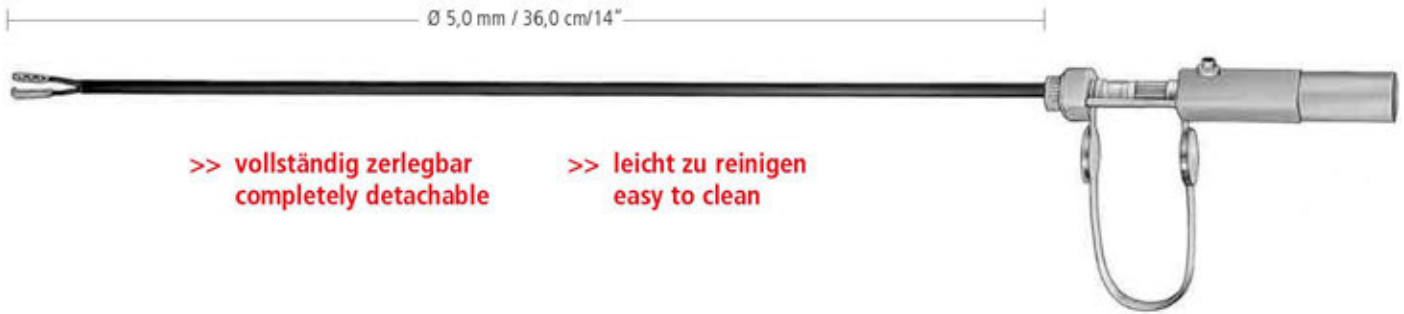 Ø 5,0 mm / 36,0 cm/14“
>> vollständig zerlegbar
completely detachable
>> leicht zu reinigen
easy to clean